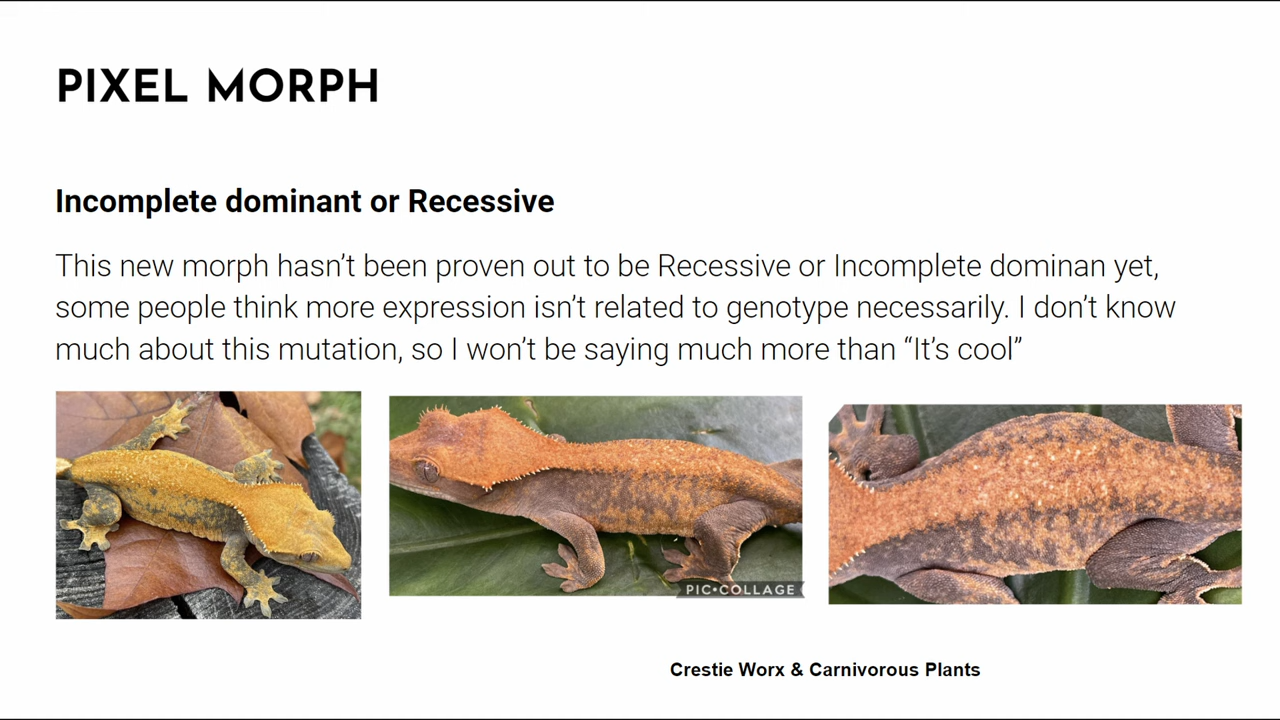 PIXEL MORPH
Incomplete dominant or Recessive
This new morph hasn’t been proven out to be Recessive or Incomplete dominan yet,
some people think more expression isn’t related to genotype necessarily. I don’t know
much about this mutation, so I won’t be saying much more than “It’s cool”
PIC•COLLAGE
Crestie Worx & Carnivorous Plants